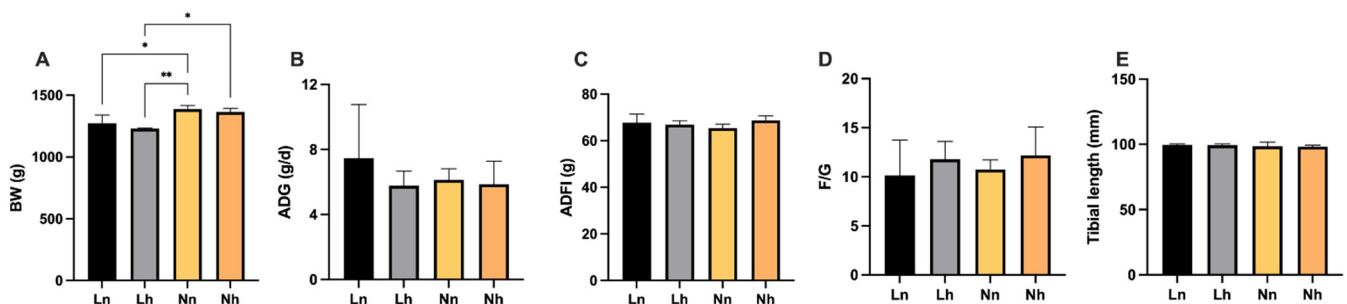 A
BW (g)
1500
1000
500
0
*
*
**
Ln Lh Nn Nh
B
ADG (g/d)
12
8
4
0
Ln Lh Nn Nh
C
ADFI (g)
80
60
40
20
0
Ln Lh Nn Nh
D
F/G
20
15
10
5
0
Ln Lh Nn Nh
E
Tibial length (mm)
150
100
50
0
Ln Lh Nn Nh